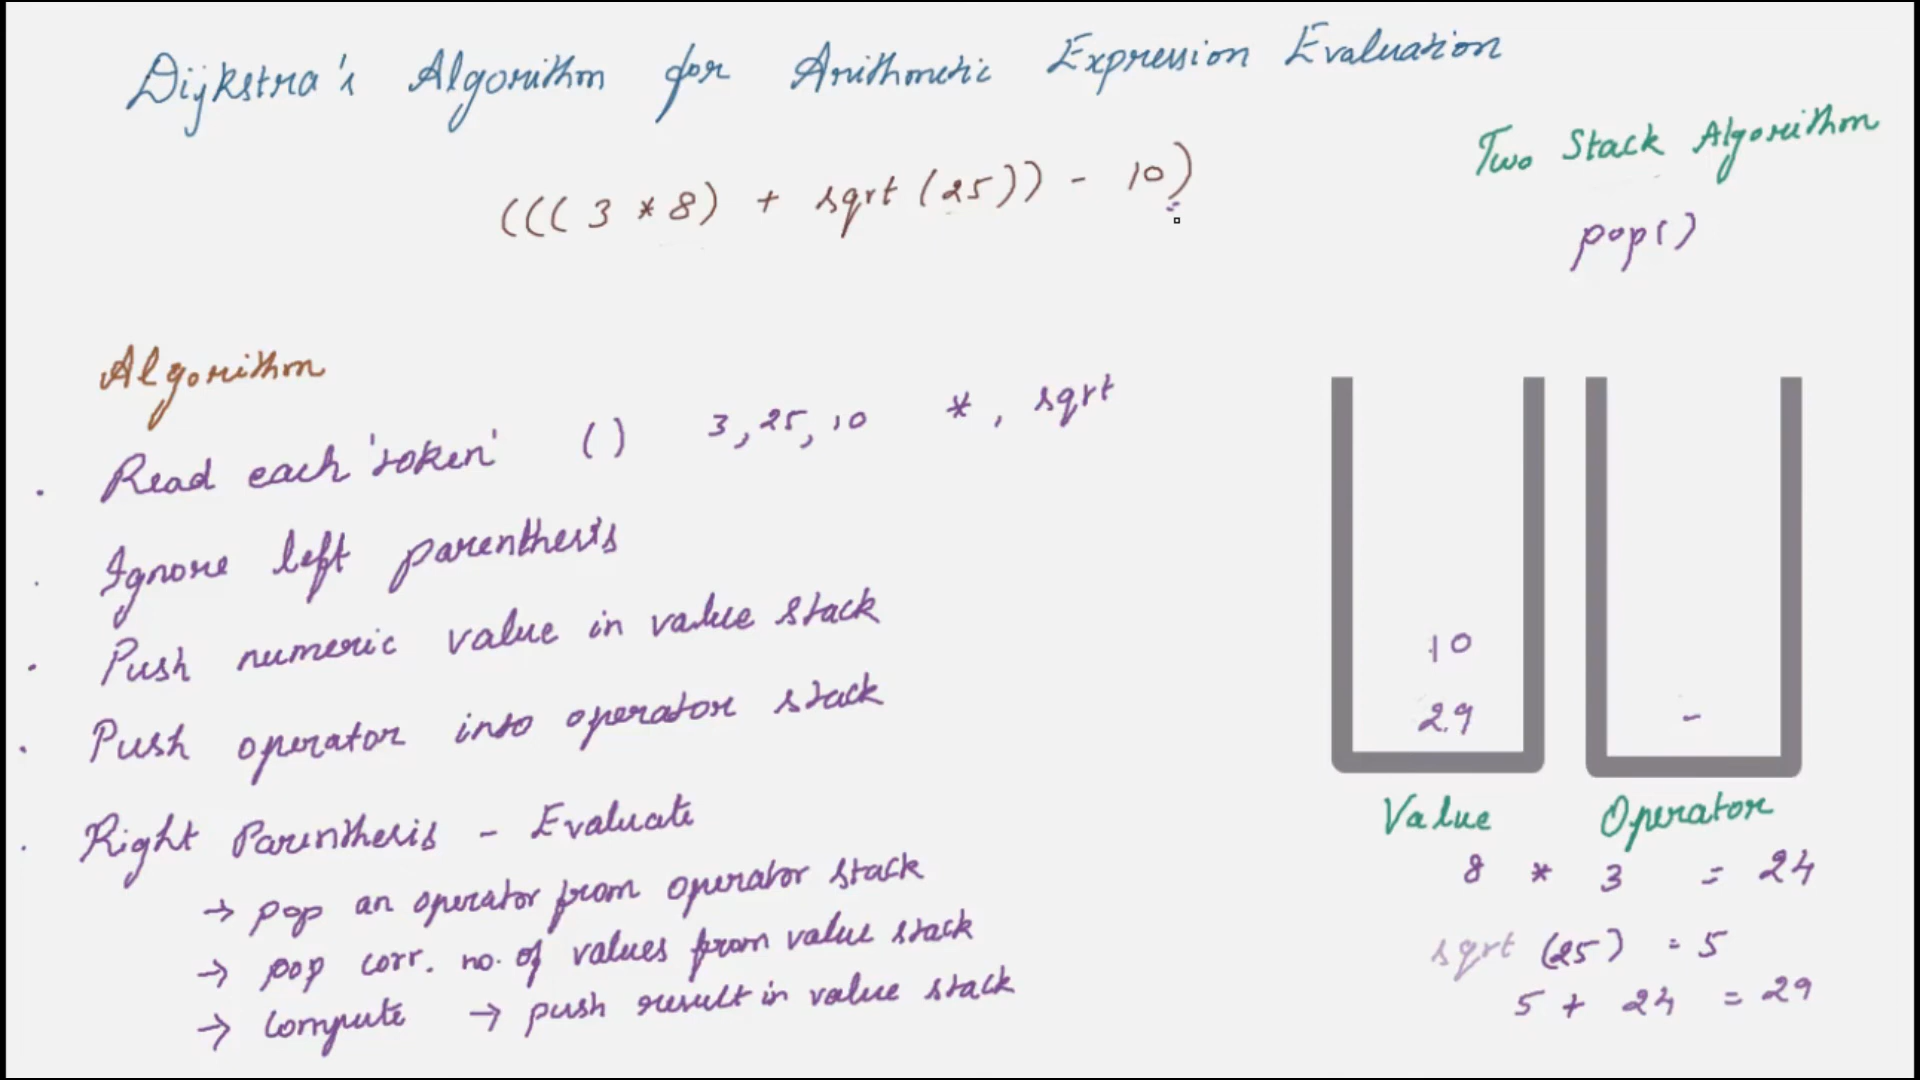 Dijkstra's Algorithm for Arithmetic Expression Evaluation
Two Stack Algorithm
(((3 * 8) + sqrt (25)) - 10)
pop()
Algorithm
. Read each 'token' () 3, 25, 10 *, sqrt
. Ignore left parenthesis
. Push numeric value in value stack
. Push operator into operator stack
. Right Parenthesis - Evaluate
→ pop an operator from operator stack
→ pop corr. no. of values from value stack
→ compute → push result in value stack
10
29 -
Value Operator
8 * 3 = 24
sqrt (25) = 5
5 + 24 = 29